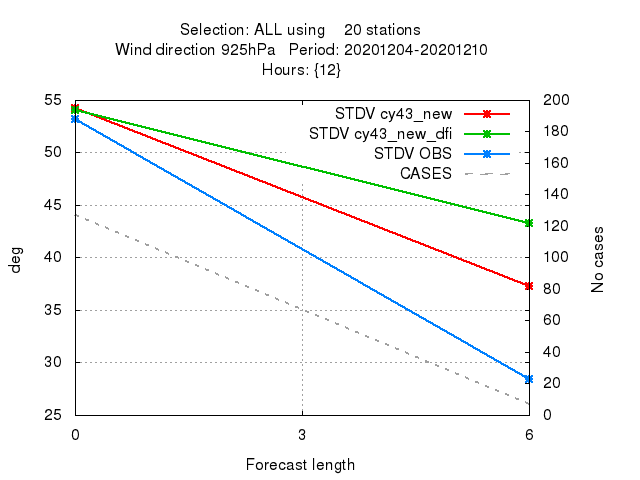 Selection: ALL using 20 stations
Wind direction 925hPa Period: 20201204-20201210
Hours: {12}
STDV cy43_new
STDV cy43_new_dfi
STDV OBS
CASES
55
50
45
40
35
30
25
deg
200
180
160
140
120
100
80
60
40
20
0
No cases
0 3 6
Forecast length